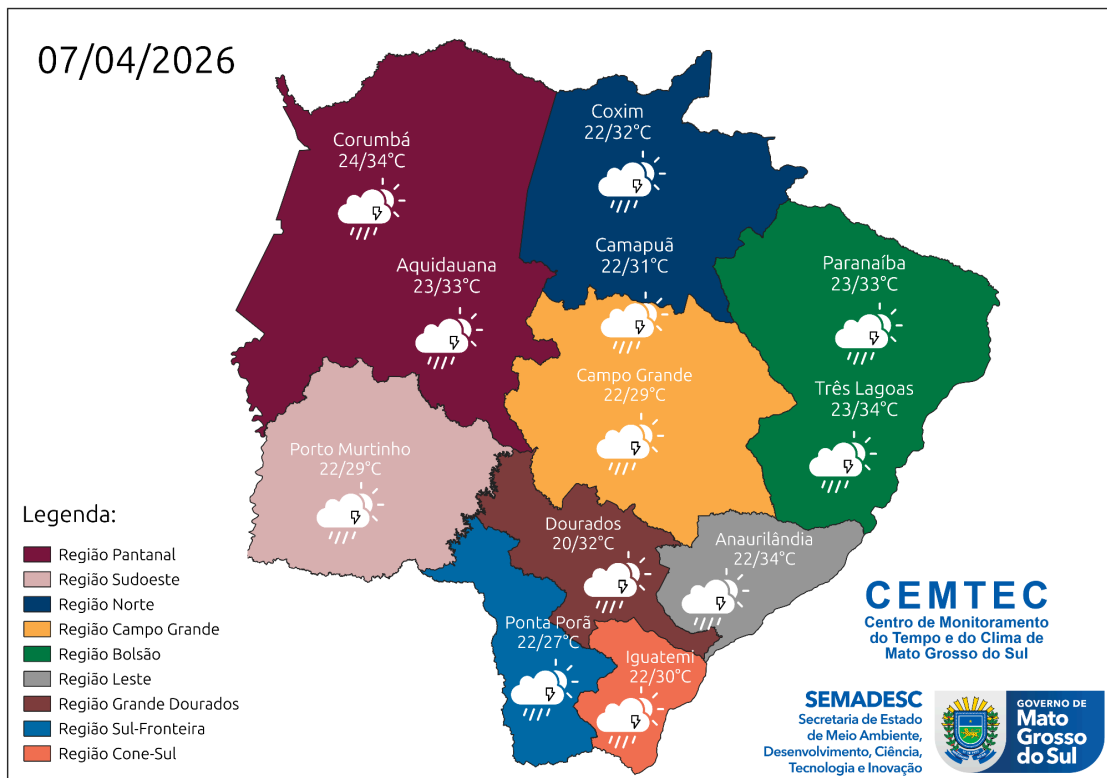 07/04/2026
Corumbá
24/34°C
Coxim
22/32°C
Aquidauana
23/33°C
Camapuã
22/31°C
Paranaíba
23/33°C
Campo Grande
22/29°C
Três Lagoas
23/34°C
Porto Murtinho
22/29°C
Dourados
20/32°C
Anaurilândia
22/34°C
Ponta Porã
22/27°C
Iguatemi
22/30°C
Legenda:
Região Pantanal
Região Sudoeste
Região Norte
Região Campo Grande
Região Bolsão
Região Leste
Região Grande Dourados
Região Sul-Fronteira
Região Cone-Sul
CEMTEC
Centro de Monitoramento
do Tempo e do Clima de
Mato Grosso do Sul
SEMADESC
Secretaria de Estado
de Meio Ambiente,
Desenvolvimento, Ciência,
Tecnologia e Inovação
GOVERNO DE
Mato
Grosso
do Sul